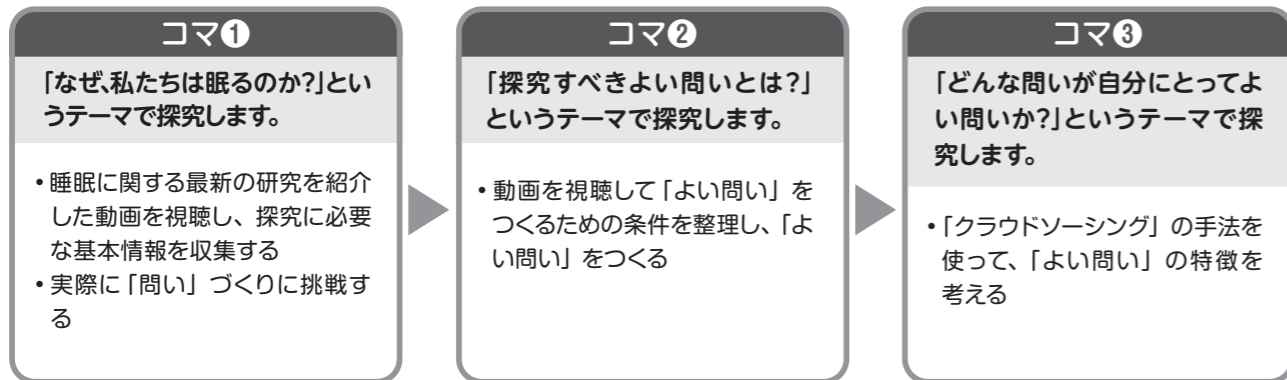 コマ❶
「なぜ、私たちは眠るのか?」とい
うテーマで探究します。
•睡眠に関する最新の研究を紹介
した動画を視聴し、探究に必要
な基本情報を収集する
•実際に「問い」づくりに挑戦す
る
コマ❷
「探究すべきよい問いとは?」
というテーマで探究します。
•動画を視聴して「よい問い」を
つくるための条件を整理し、「よ
い問い」をつくる
コマ❸
「どんな問いが自分にとってよ
い問いか?」というテーマで探
究します。
•「クラウドソーシング」の手法を
使って、「よい問い」の特徴を
考える